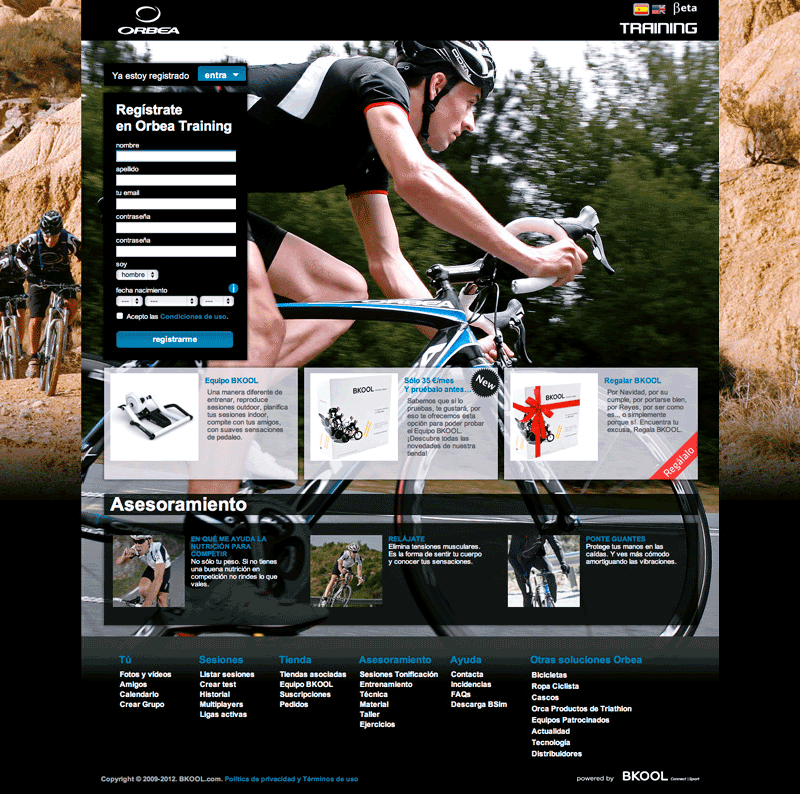 ORBEA
βeta
TRAINING
Ya estoy registrado
entra
Regístrate
en Orbea Training
nombre
apellido
tu email
contraseña
contraseña
soy
hombre
fecha nacimiento
i
---
---
---
Acepto las Condiciones de uso.
registrarme
ORBEA
Equipo BKOOL
Una manera diferente de
entrenar, reproduce
sesiones outdoor, planifica
tus sesiones indoor,
compite con tus amigos,
con suaves sensaciones
de pedaleo.
BKOOL
Sólo 35 €/mes
Y pruébalo antes...
New
Sabemos que si lo
pruebas, te gustará, por
eso te ofrecemos esta
opción para poder probar
el Equipo BKOOL.
¡Descubre todas las
novedades de nuestra
tienda!
BKOOL
Regalar BKOOL
Por Navidad, por su
cumple, por portarse bien,
por Reyes, por ser como
es... o simplemente
porque sí. Encuentra tu
excusa, Regala BKOOL.
Regálalo
Asesoramiento
EN QUÉ ME AYUDA LA
NUTRICIÓN PARA
COMPETIR
No sólo tu peso. Si no tienes
una buena nutrición en
competición no rindes lo que
vales.
RELÁJATE
Elimina tensiones musculares.
Es la forma de sentir tu cuerpo
y conocer tus sensaciones.
PONTE GUANTES
Protege tus manos en las
caídas. Y ves más cómodo
amortiguando las vibraciones.
Tú
Fotos y vídeos
Amigos
Calendario
Crear Grupo
Sesiones
Listar sesiones
Crear test
Historial
Multiplayers
Ligas activas
Tienda
Tiendas asociadas
Equipo BKOOL
Suscripciones
Pedidos
Asesoramiento
Sesiones Tonificación
Entrenamiento
Técnica
Material
Taller
Ejercicios
Ayuda
Contacta
Incidencias
FAQs
Descarga BSim
Otras soluciones Orbea
Bicicletas
Ropa Ciclista
Cascos
Orca Productos de Triathlon
Equipos Patrocinados
Actualidad
Tecnología
Distribuidores
Copyright © 2009-2012. BKOOL.com. Política de privacidad y Términos de uso
powered by BKOOL Connect | Sport